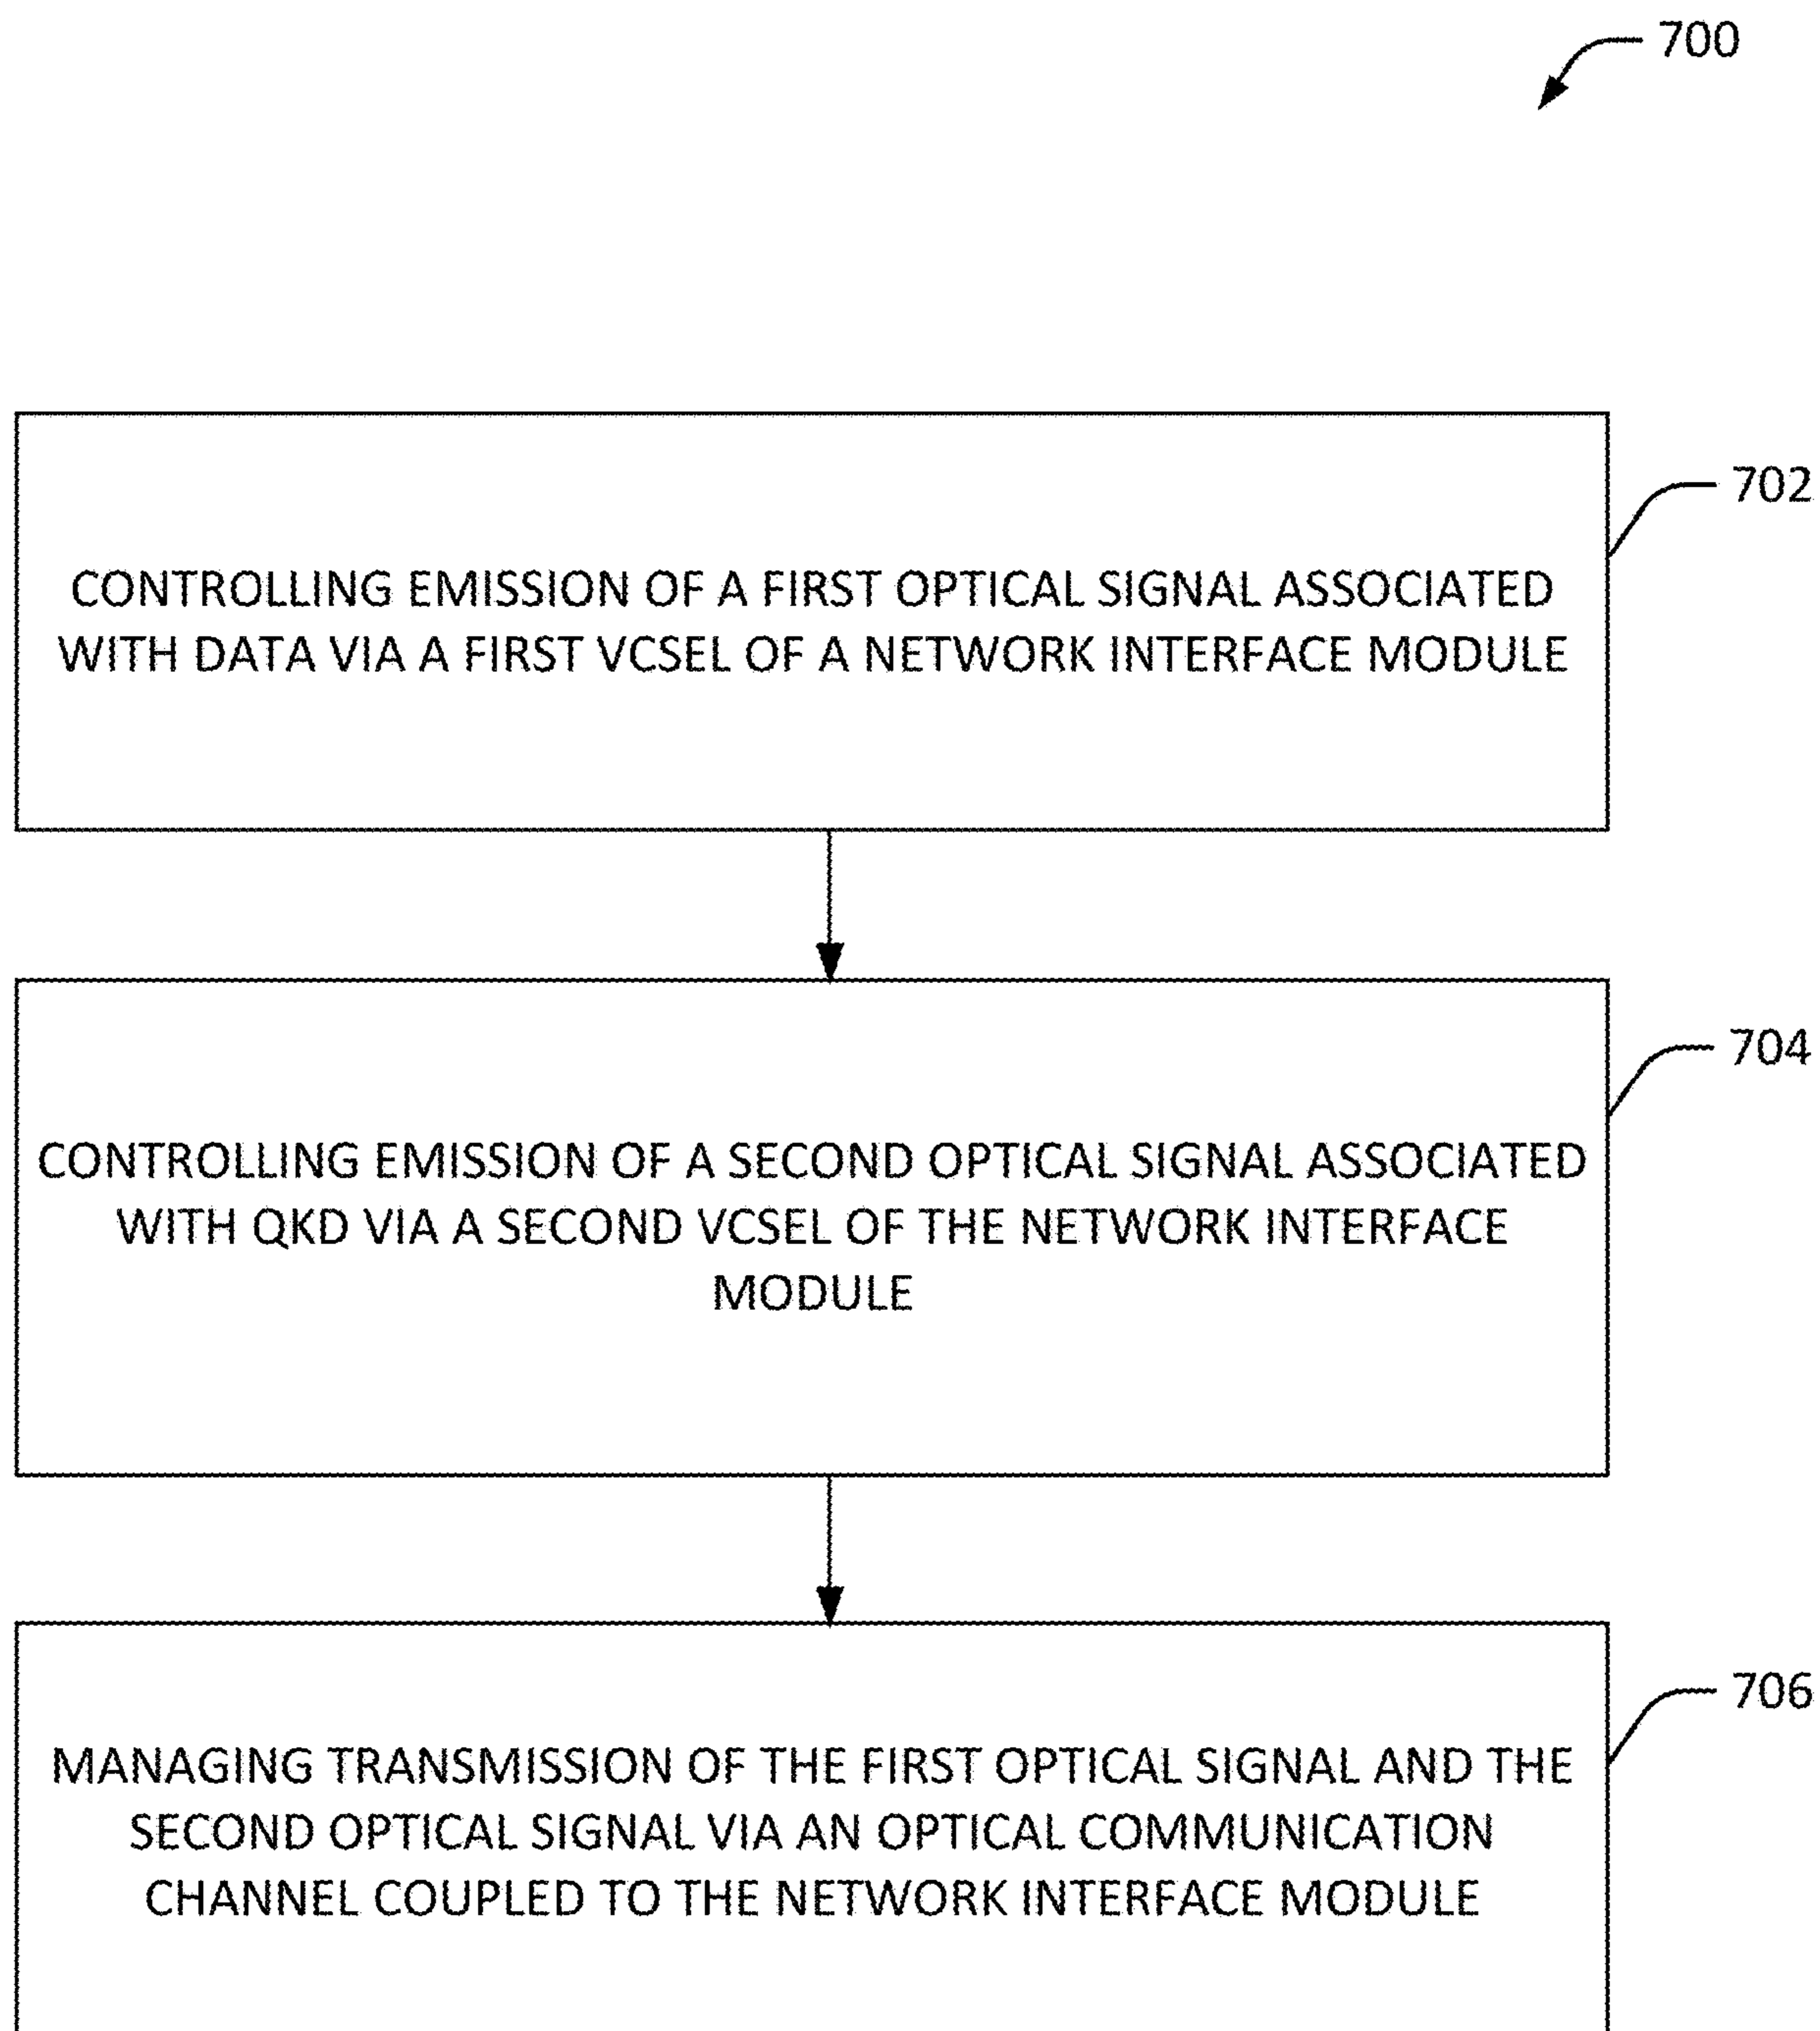 700
702
CONTROLLING EMISSION OF A FIRST OPTICAL SIGNAL ASSOCIATED
WITH DATA VIA A FIRST VCSEL OF A NETWORK INTERFACE MODULE
704
CONTROLLING EMISSION OF A SECOND OPTICAL SIGNAL ASSOCIATED
WITH QKD VIA A SECOND VCSEL OF THE NETWORK INTERFACE
MODULE
706
MANAGING TRANSMISSION OF THE FIRST OPTICAL SIGNAL AND THE
SECOND OPTICAL SIGNAL VIA AN OPTICAL COMMUNICATION
CHANNEL COUPLED TO THE NETWORK INTERFACE MODULE